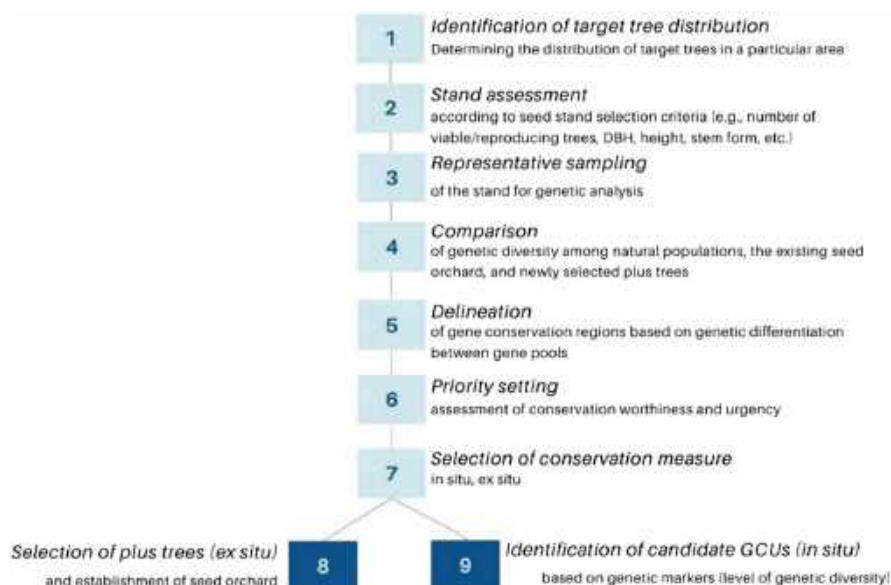 1
Identification of target tree distribution
Determining the distribution of target trees in a particular area
2
Stand assessment
according to seed stand selection criteria (e.g., number of
viable/reproducing trees, DBH, height, stem form, etc.)
3
Representative sampling
of the stand for genetic analysis
4
Comparison
of genetic diversity among natural populations, the existing seed
orchard, and newly selected plus trees
5
Delineation
of gene conservation regions based on genetic differentiation
between gene pools
6
Priority setting
assessment of conservation worthiness and urgency
7
Selection of conservation measure
in situ, ex situ
Selection of plus trees (ex situ)
and establishment of seed orchard
8
9
Identification of candidate GCUs (in situ)
based on genetic markers (level of genetic diversity)